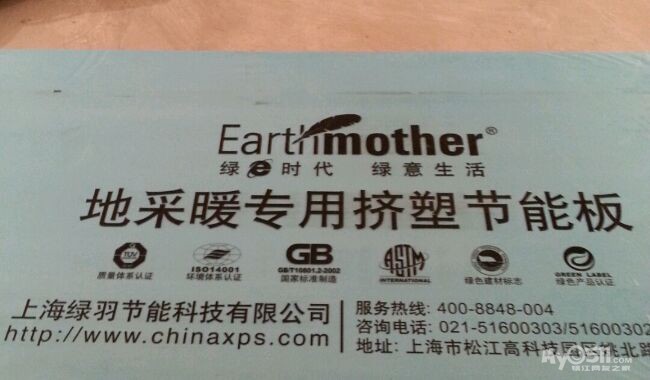 Earthmother®
绿e时代 绿意生活
地采暖专用挤塑节能板
TUV ISO14001 GB ASTM GREEN LABEL
质量体系认证 环境体系认证 GB/T10801.2-2002 INTERNATIONAL 绿色建材标志 绿色产品认证
国家标准制造
上海绿羽节能科技有限公司
http://www.chinaxps.com
服务热线: 400-8848-004
咨询电话: 021-51600303/51600302
地址: 上海市松江高科技园区